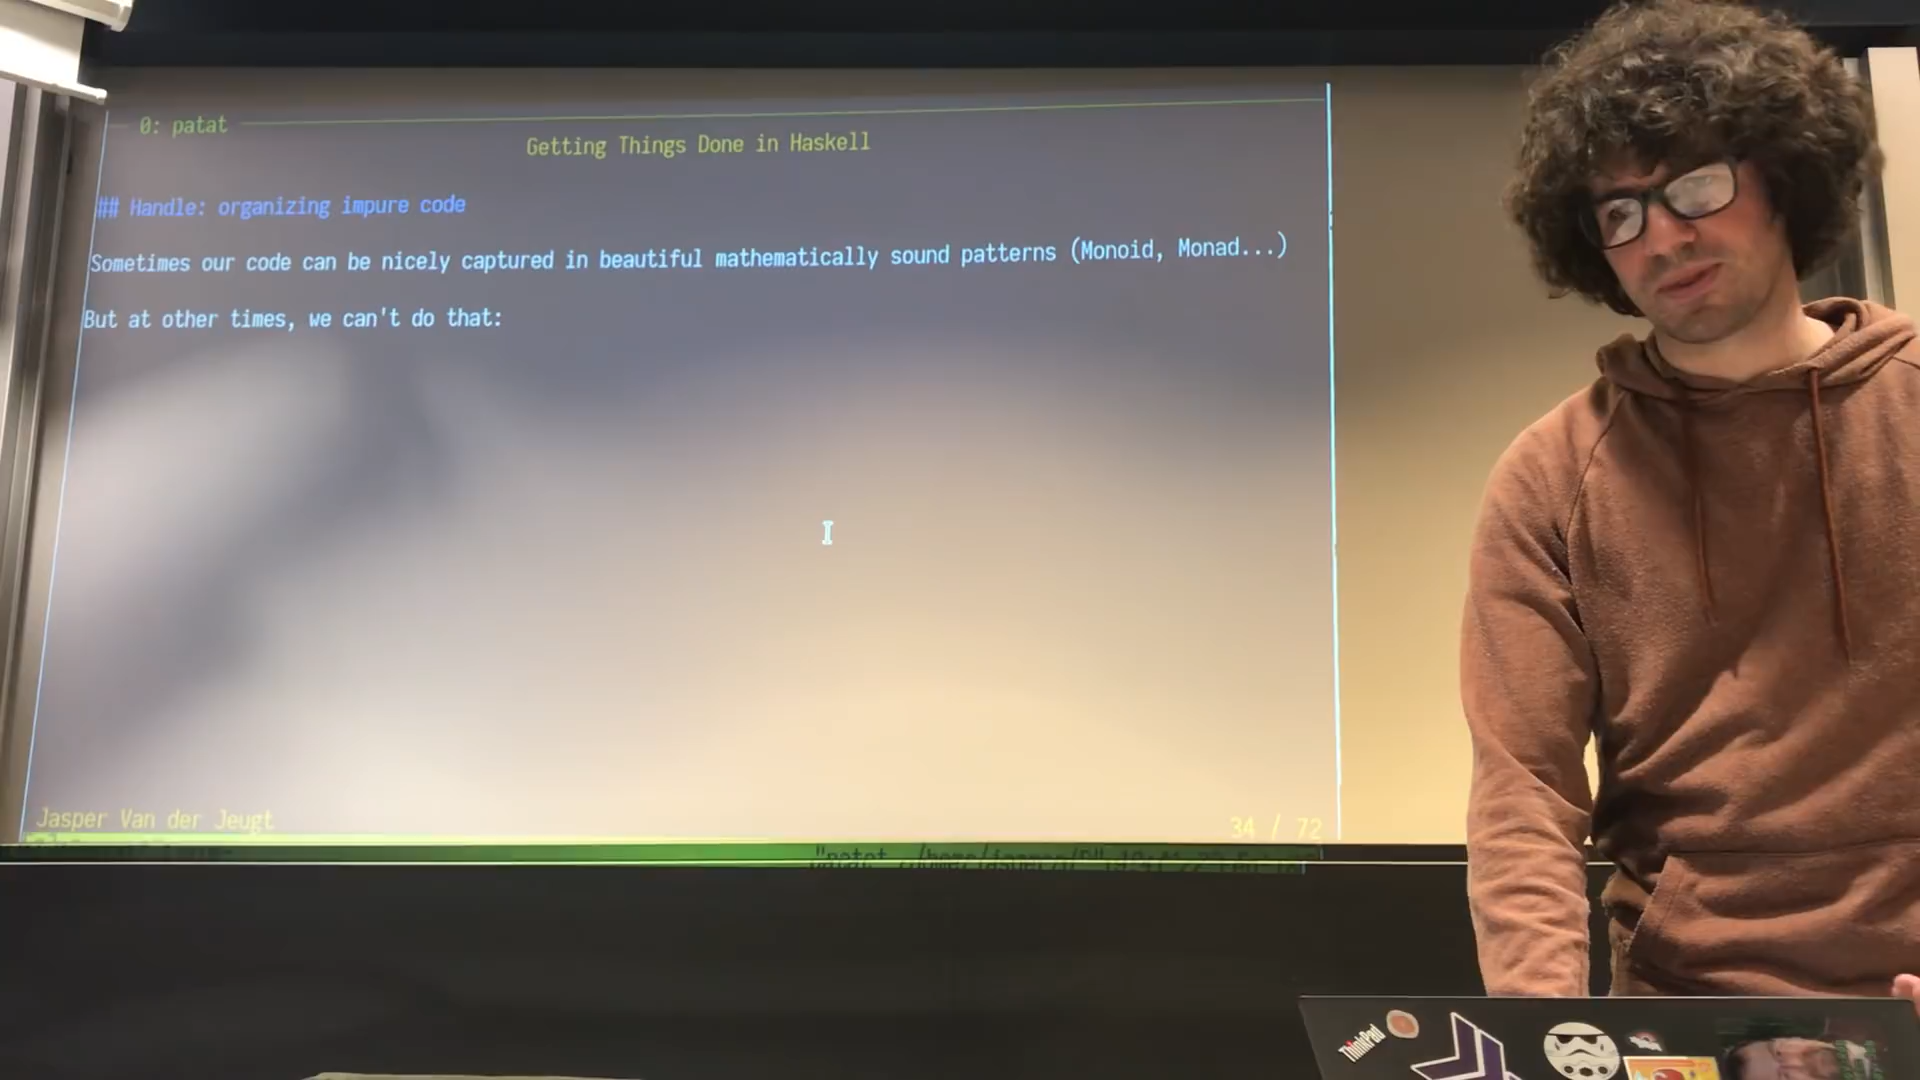 0: patat
Getting Things Done in Haskell
## Handle: organizing impure code
Sometimes our code can be nicely captured in beautiful mathematically sound patterns (Monoid, Monad...)
But at other times, we can't do that:
Jasper Van der Jeugt
34 / 72
ThinkPad